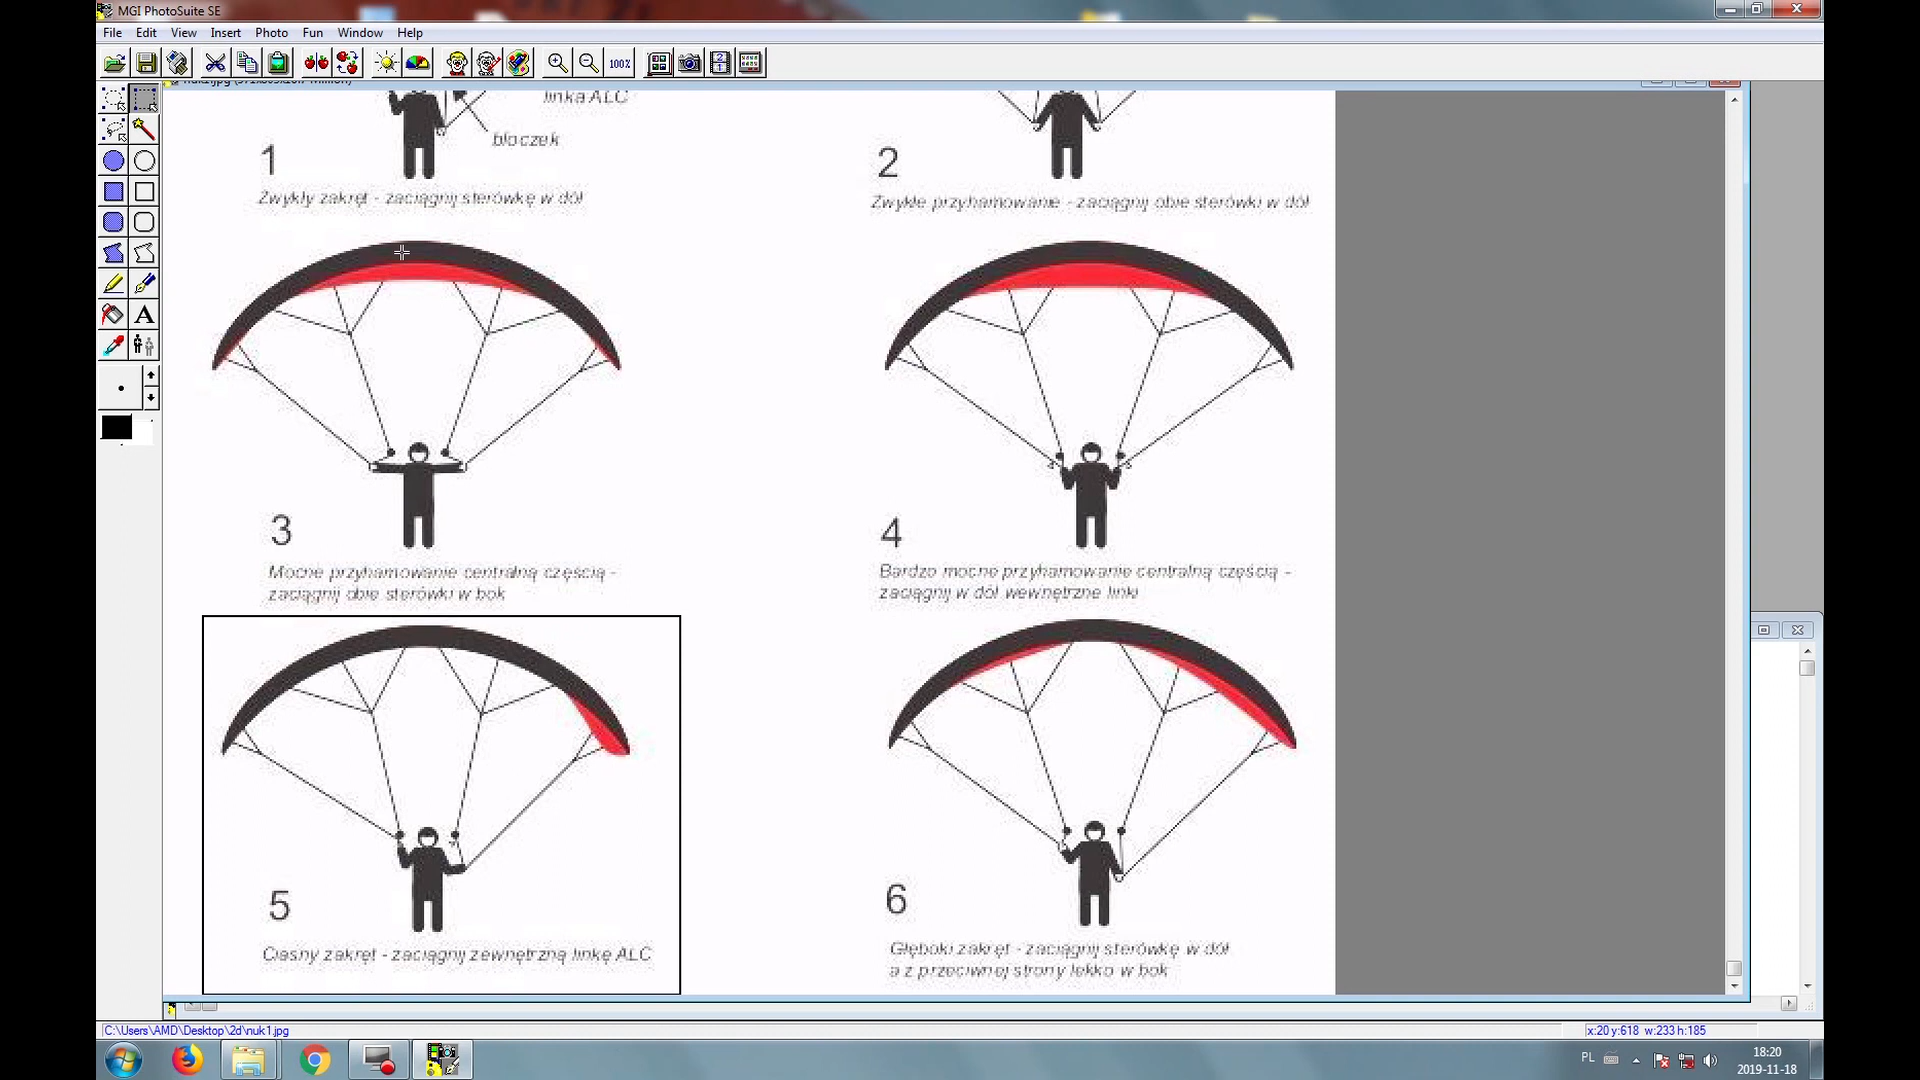 MGI PhotoSuite SE
File Edit View Insert Photo Fun Window Help
100%
linka ALC
bloczek
1
Zwykły zakręt - zaciągnij sterówkę w dół
2
Zwykłe przyhamowanie - zaciągnij obie sterówki w dół
3
Mocne przyhamowanie centralną częścią -
zaciągnij obie sterówki w bok
4
Bardzo mocne przyhamowanie centralną częścią -
zaciągnij w dół wewnętrzne linki
5
Ciasny zakręt - zaciągnij zewnętrzną linkę ALC
6
Głęboki zakręt - zaciągnij sterówkę w dół
a z przeciwnej strony lekko w bok
C:\Users\AMD\Desktop\2d\nuk1.jpg
x:20 y:618 w:233 h:185
PL
18:20
2019-11-18